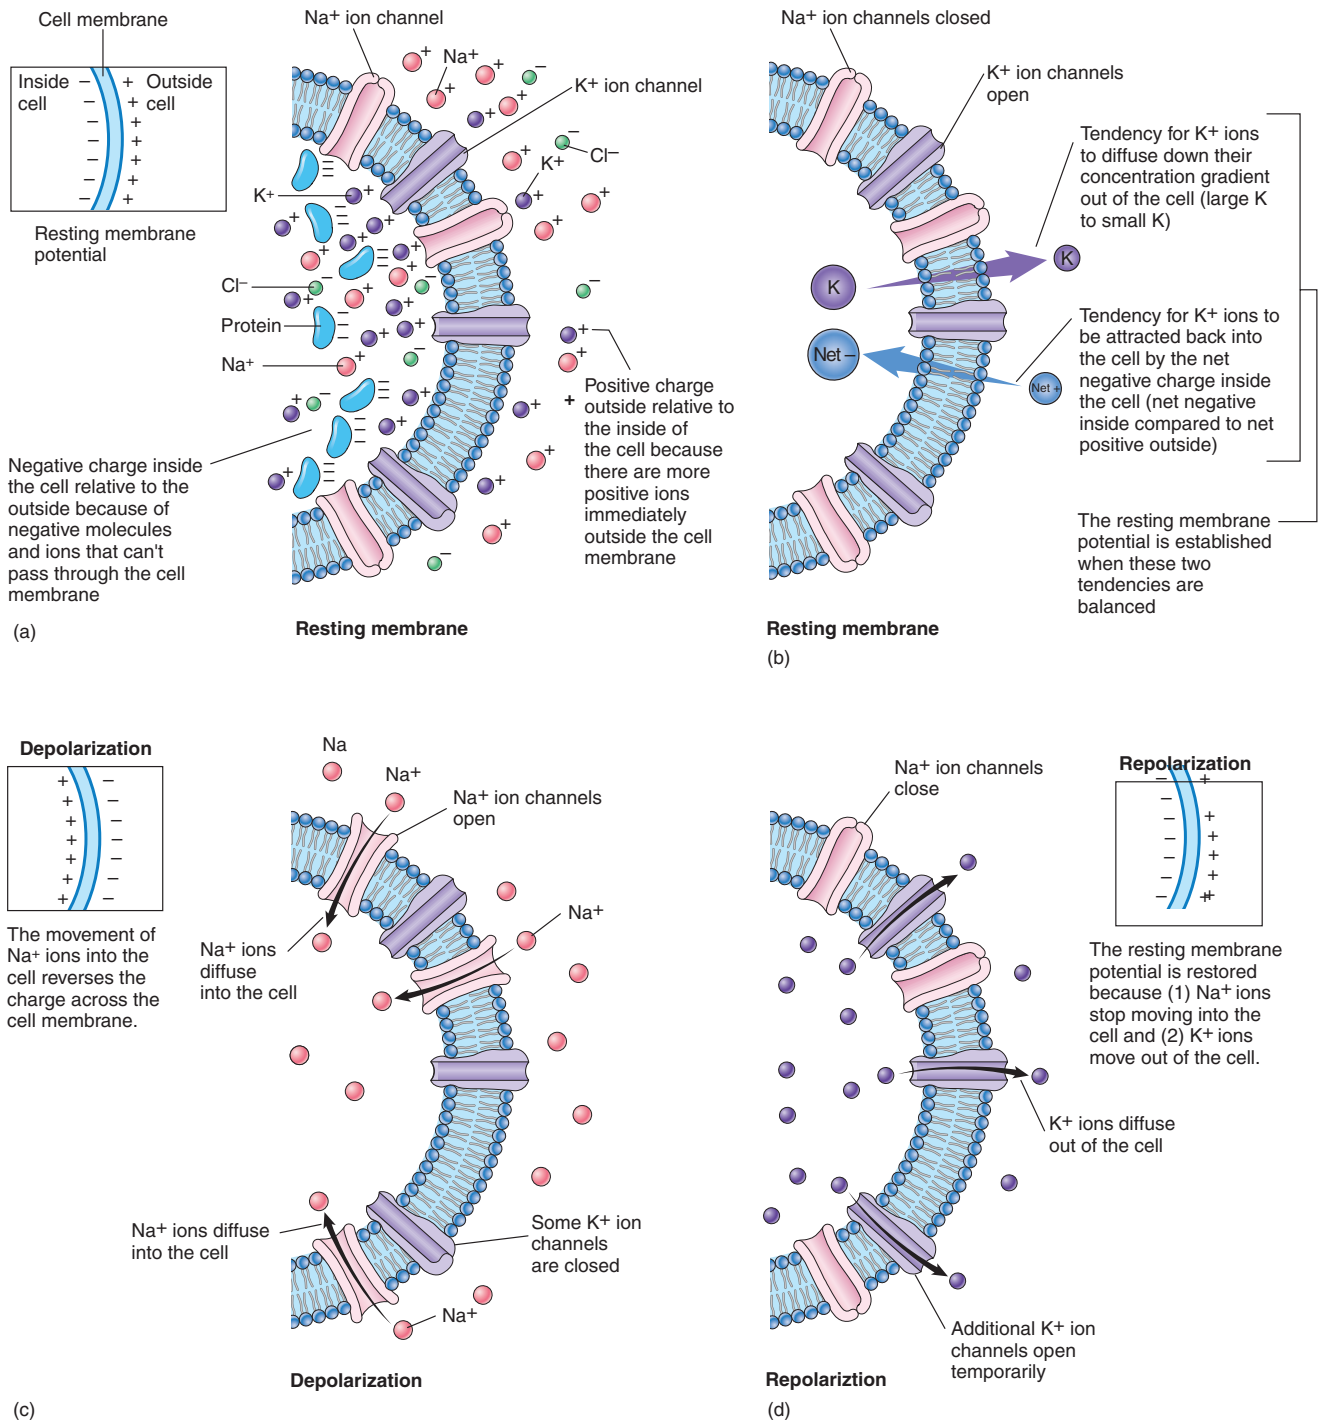 Cell membrane
Inside
cell
Outside
cell
− + − + − + − + − + − + − +
Resting membrane
potential
Na+ ion channel
Na+
K+ ion channel
Cl−
K+
K+
Cl−
Protein
Na+
Negative charge inside
the cell relative to the
outside because of
negative molecules
and ions that can't
pass through the cell
membrane
+
Positive charge
outside relative to
the inside of
the cell because
there are more
positive ions
immediately
outside the cell
membrane
(a)
Resting membrane
Na+ ion channels closed
K+ ion channels
open
Tendency for K+ ions
to diffuse down their
concentration gradient
out of the cell (large K
to small K)
K
K
Net −
Net +
Tendency for K+ ions to
be attracted back into
the cell by the net
negative charge inside
the cell (net negative
inside compared to net
positive outside)
The resting membrane
potential is established
when these two
tendencies are
balanced
Resting membrane
(b)
Depolarization
+ − + − + − + − + − + − + −
The movement of
Na+ ions into the
cell reverses the
charge across the
cell membrane.
Na
Na+
Na+ ion channels
open
Na+
Na+ ions
diffuse
into the cell
Na+ ions diffuse
into the cell
Some K+ ion
channels
are closed
Na+
Depolarization
(c)
Na+ ion channels
close
Repolarization
− + − + − + − + − + − + − ++
The resting membrane
potential is restored
because (1) Na+ ions
stop moving into the
cell and (2) K+ ions
move out of the cell.
K+ ions diffuse
out of the cell
Additional K+ ion
channels open
temporarily
Repolariztion
(d)